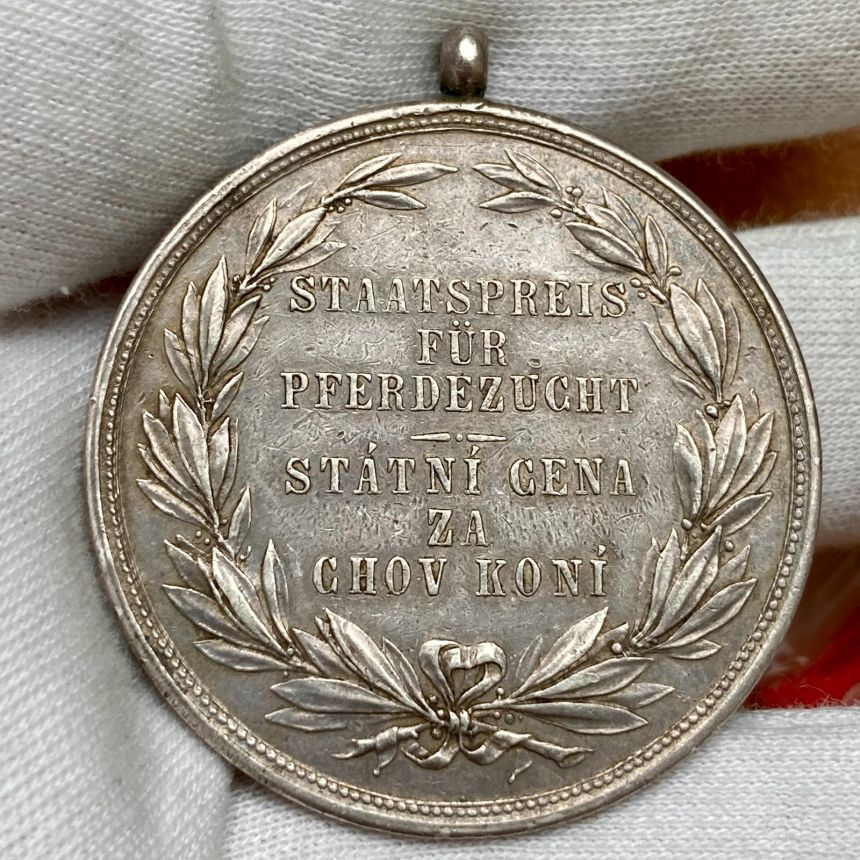 STAATSPREIS
FÜR
PFERDEZUCHT
STÁTNÍ CENA
ZA
CHOV KONÍ